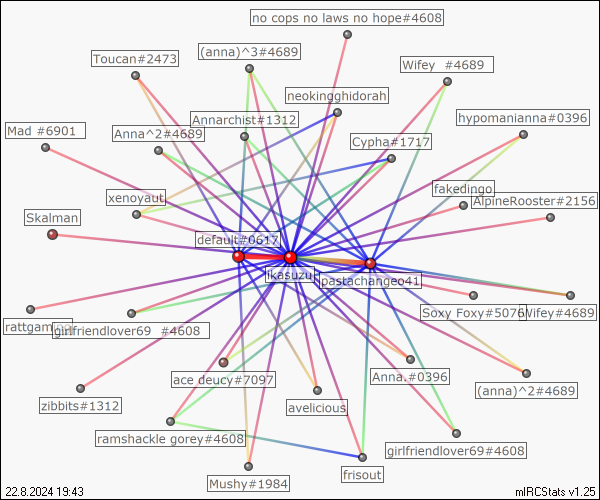 no cops no laws no hope#4608
(anna)^3#4689
Toucan#2473
Wifey  #4689
neokingghidorah
Annarchist#1312
hypomanianna#0396
Mad #6901
Anna^2#4689
Cypha#1717
fakedingo
xenoyaut
AlpineRooster#2156
Skalman
default#0617
ikasuzu
pastachangeo41
Soxy Foxy#5076
Wifey#4689
rattgaming
girlfriendlover69  #4608
ace deucy#7097
Anna.#0396
(anna)^2#4689
zibbits#1312
avelicious
ramshackle gorey#4608
girlfriendlover69#4608
frisout
Mushy#1984
22.8.2024 19:43
mIRCStats v1.25